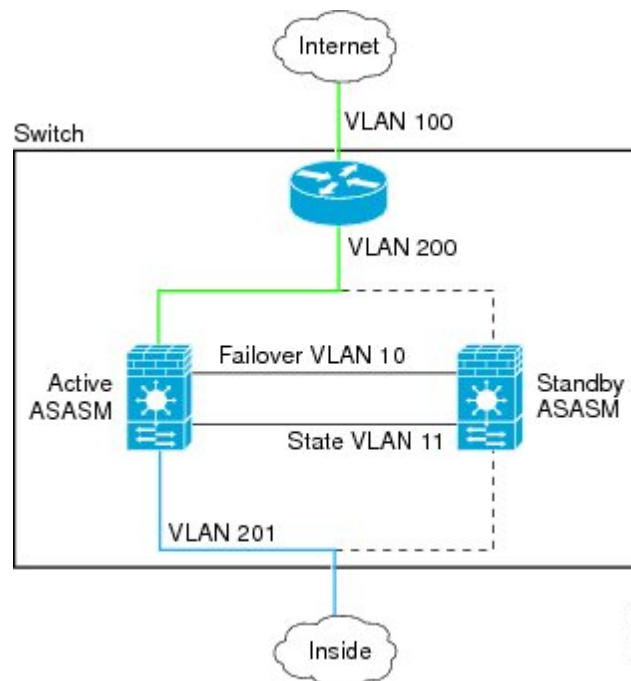 Internet
VLAN 100
Switch
VLAN 200
Failover VLAN 10
Active
ASASM
Standby
ASASM
State VLAN 11
VLAN 201
Inside